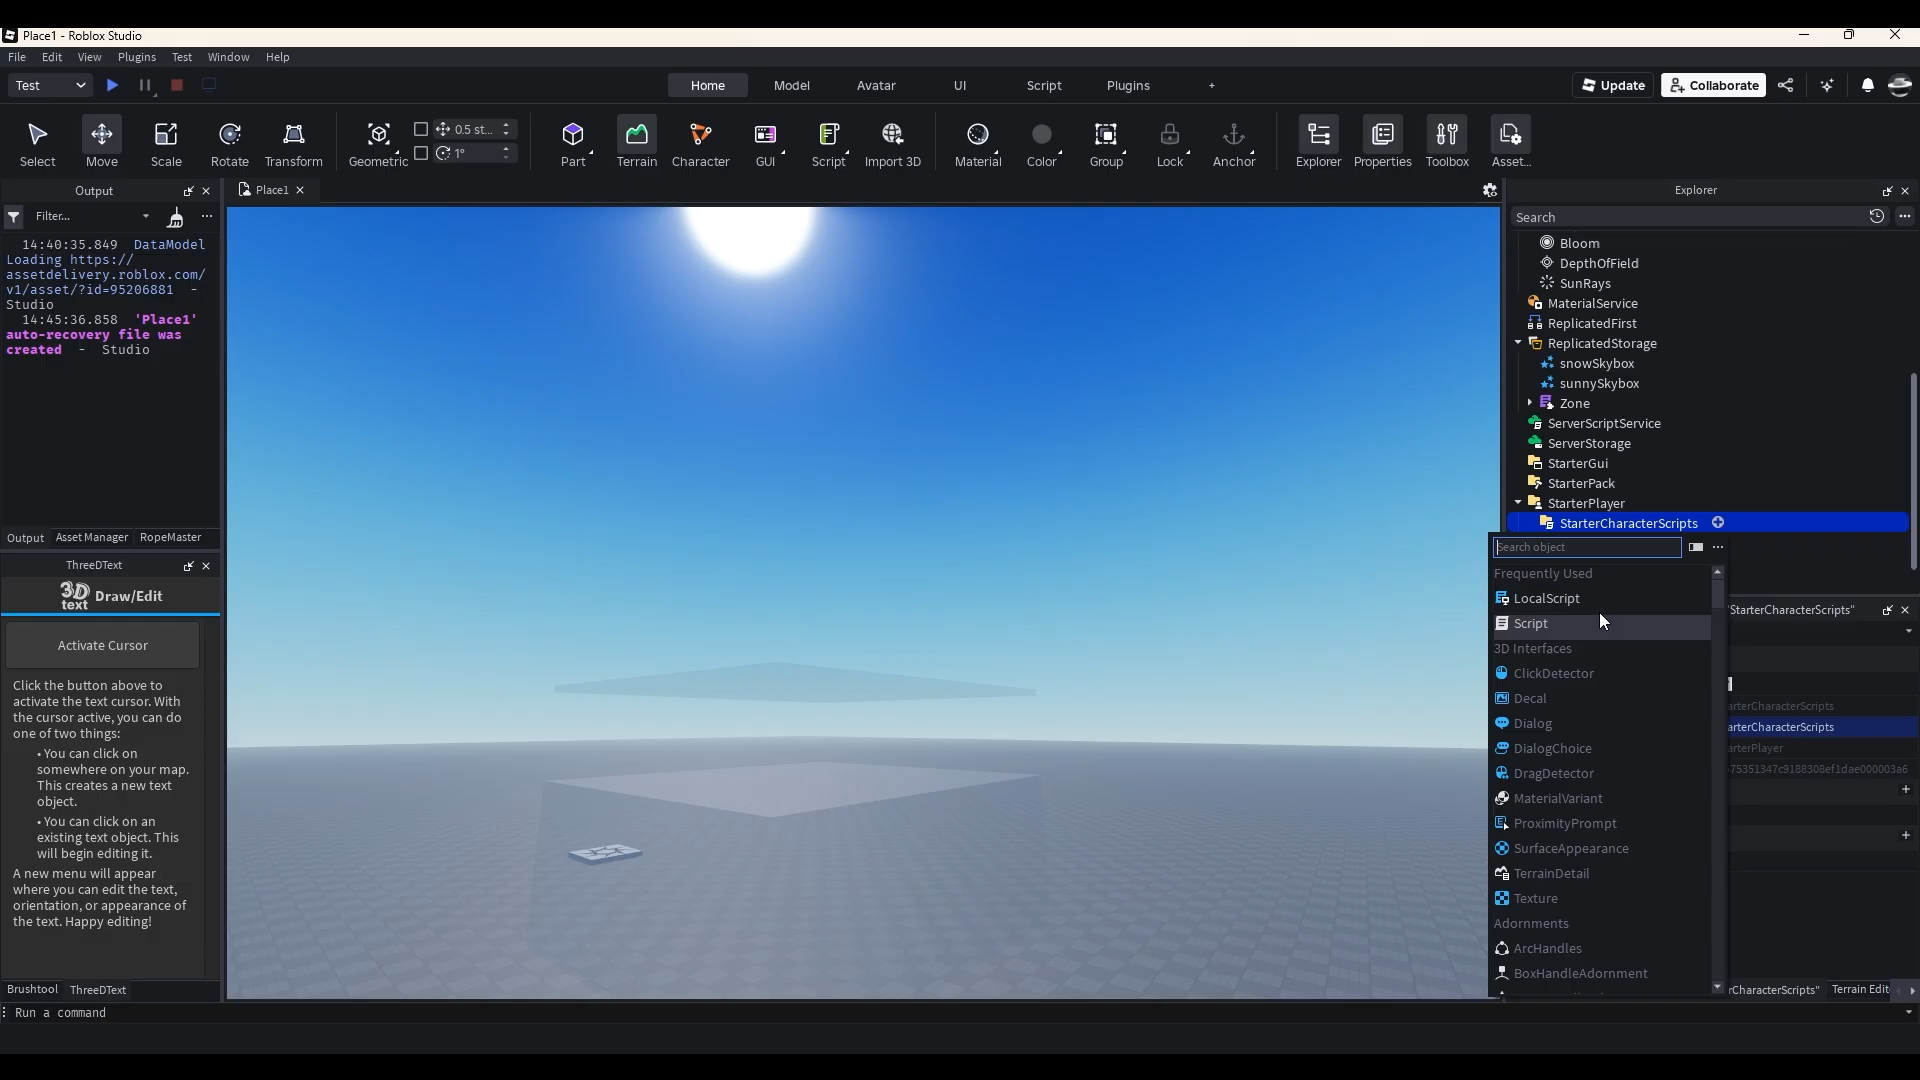 Place1 - Roblox Studio
File Edit View Plugins Test Window Help
Test
Home Model Avatar UI Script Plugins +
Update Collaborate
Select Move Scale Rotate Transform Geometric 0.5 st... 1° Part Terrain Character GUI Script Import 3D Material Color Group Lock Anchor Explorer Properties Toolbox Asset...
Output
Filter...
14:40:35.849 DataModel
Loading https://
assetdelivery.roblox.com/
v1/asset/?id=95206881 -
Studio
14:45:36.858 'Place1'
auto-recovery file was
created - Studio
Output Asset Manager RopeMaster
ThreeDText
3D text Draw/Edit
Activate Cursor
Click the button above to
activate the text cursor. With
the cursor active, you can do
one of two things:
• You can click on
somewhere on your map.
This creates a new text
object.
• You can click on an
existing text object. This
will begin editing it.
A new menu will appear
where you can edit the text,
orientation, or appearance of
the text. Happy editing!
Brushtool ThreeDText
Run a command
Place1
Explorer
Search
Bloom
DepthOfField
SunRays
MaterialService
ReplicatedFirst
ReplicatedStorage
snowSkybox
sunnySkybox
Zone
ServerScriptService
ServerStorage
StarterGui
StarterPack
StarterPlayer
StarterCharacterScripts
Search object
Frequently Used
LocalScript
Script
3D Interfaces
ClickDetector
Decal
Dialog
DialogChoice
DragDetector
MaterialVariant
ProximityPrompt
SurfaceAppearance
TerrainDetail
Texture
Adornments
ArcHandles
BoxHandleAdornment
StarterCharacterScripts"
arterCharacterScripts
arterCharacterScripts
arterPlayer
rCharacterScripts" Terrain Edit